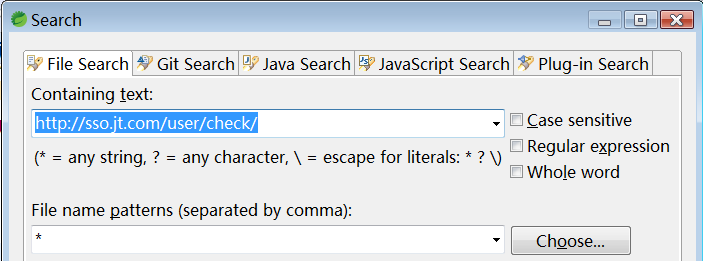 Search
File Search Git Search Java Search JavaScript Search Plug-in Search
Containing text:
http://sso.jt.com/user/check/
Case sensitive
(* = any string, ? = any character, \ = escape for literals: * ? \)
Regular expression
Whole word
File name patterns (separated by comma):
*
Choose...